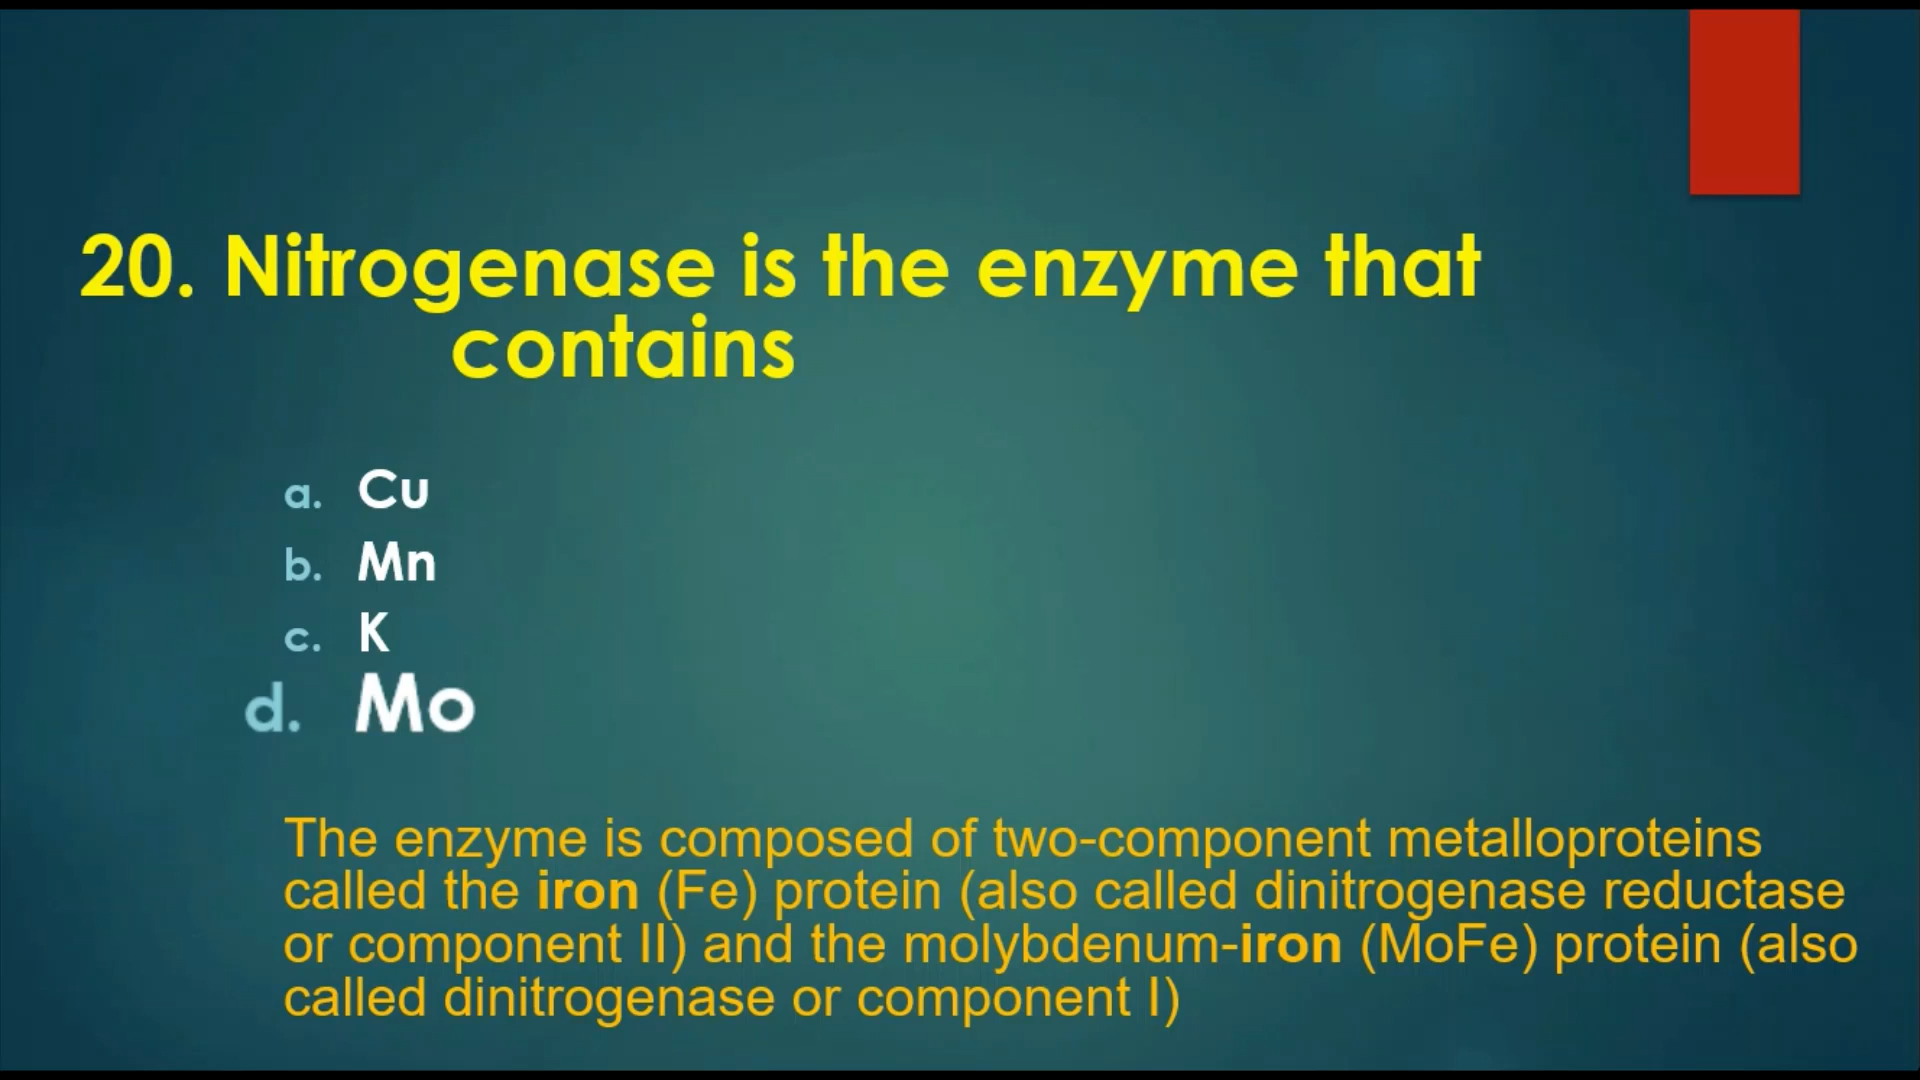 20. Nitrogenase is the enzyme that
contains
a. Cu
b. Mn
c. K
d. Mo
The enzyme is composed of two-component metalloproteins
called the iron (Fe) protein (also called dinitrogenase reductase
or component II) and the molybdenum-iron (MoFe) protein (also
called dinitrogenase or component I)